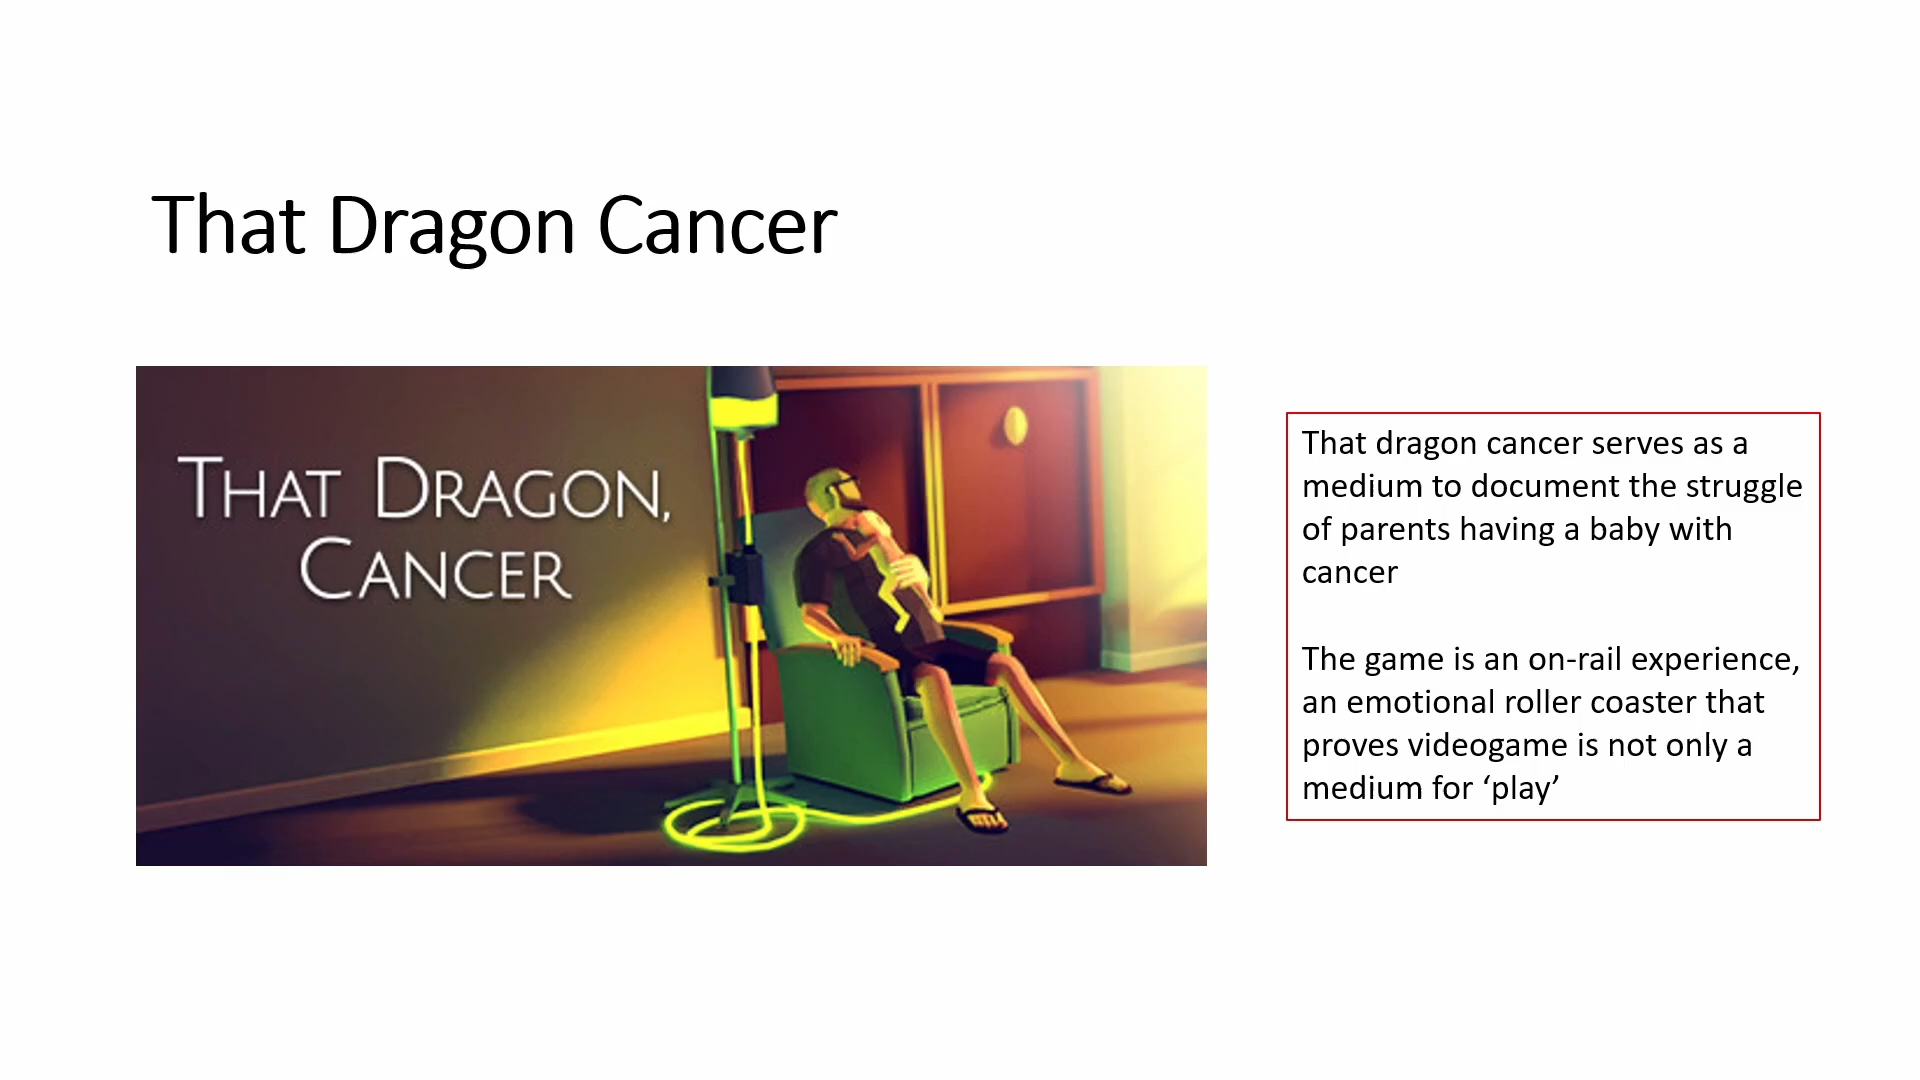 That Dragon Cancer
THAT DRAGON,
CANCER
That dragon cancer serves as a
medium to document the struggle
of parents having a baby with
cancer
The game is an on-rail experience,
an emotional roller coaster that
proves videogame is not only a
medium for ‘play’